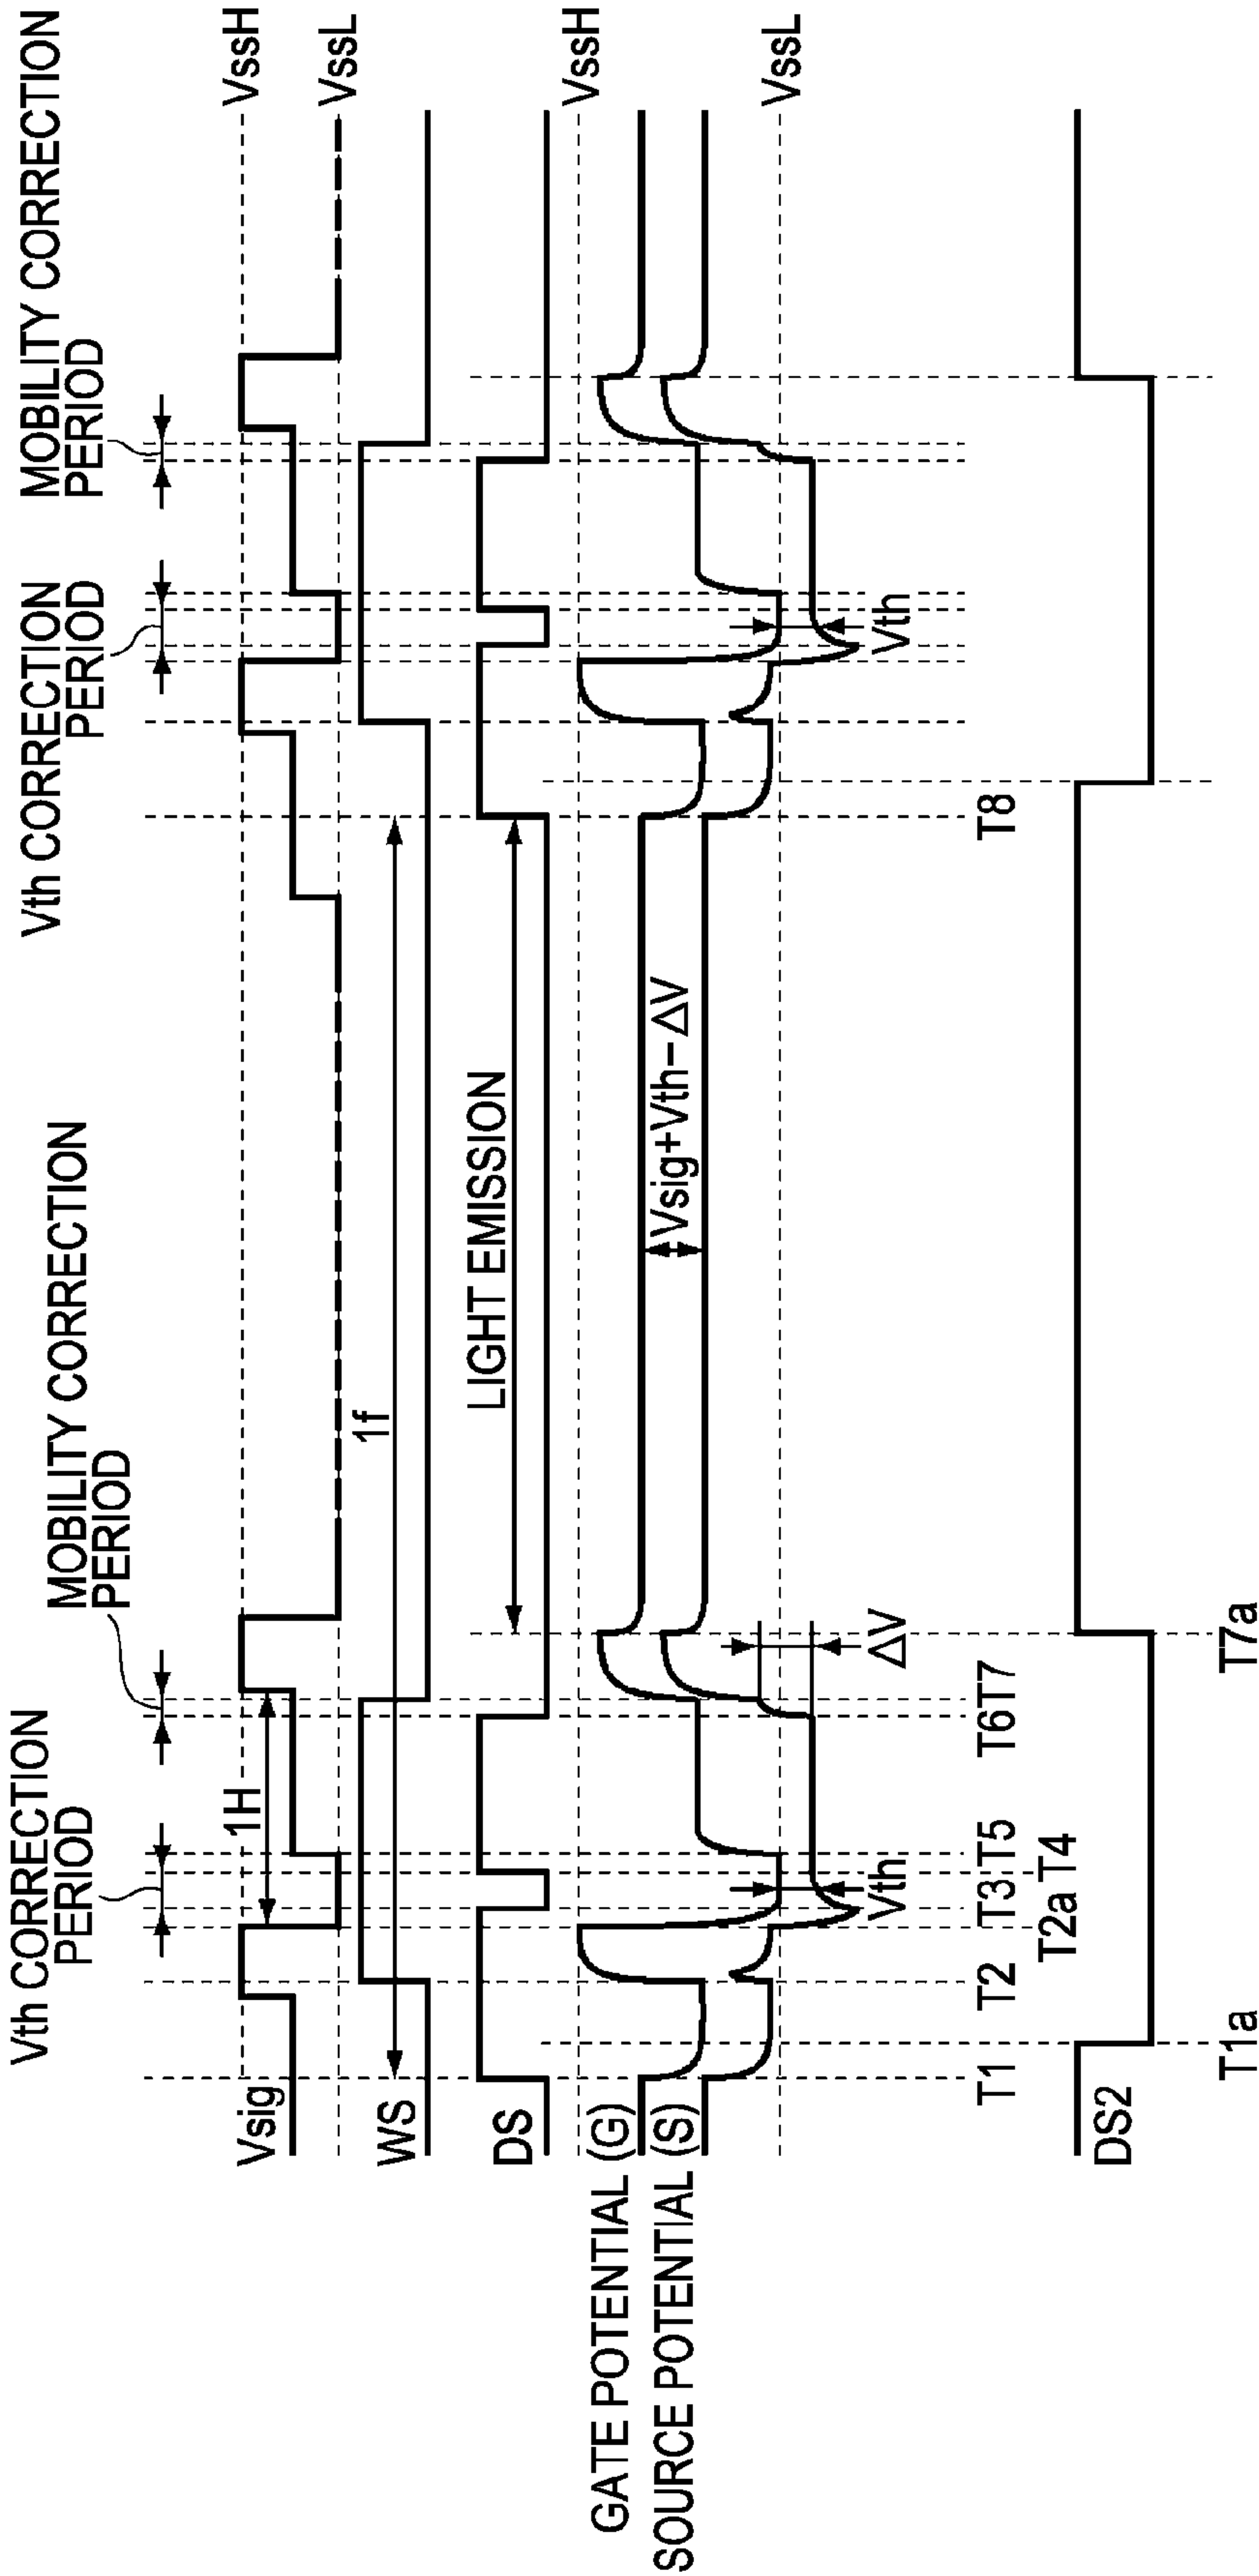 Vth CORRECTION
PERIOD
MOBILITY CORRECTION
PERIOD
Vth CORRECTION
PERIOD
MOBILITY CORRECTION
PERIOD
Vsig
1H
VssH
VssL
WS
1f
DS
LIGHT EMISSION
VssH
GATE POTENTIAL (G)
SOURCE POTENTIAL (S)
Vsig+Vth−ΔV
VssL
Vth
ΔV
Vth
T1
T2
T3
T5
T6
T7
T8
T2a
T4
DS2
T1a
T7a